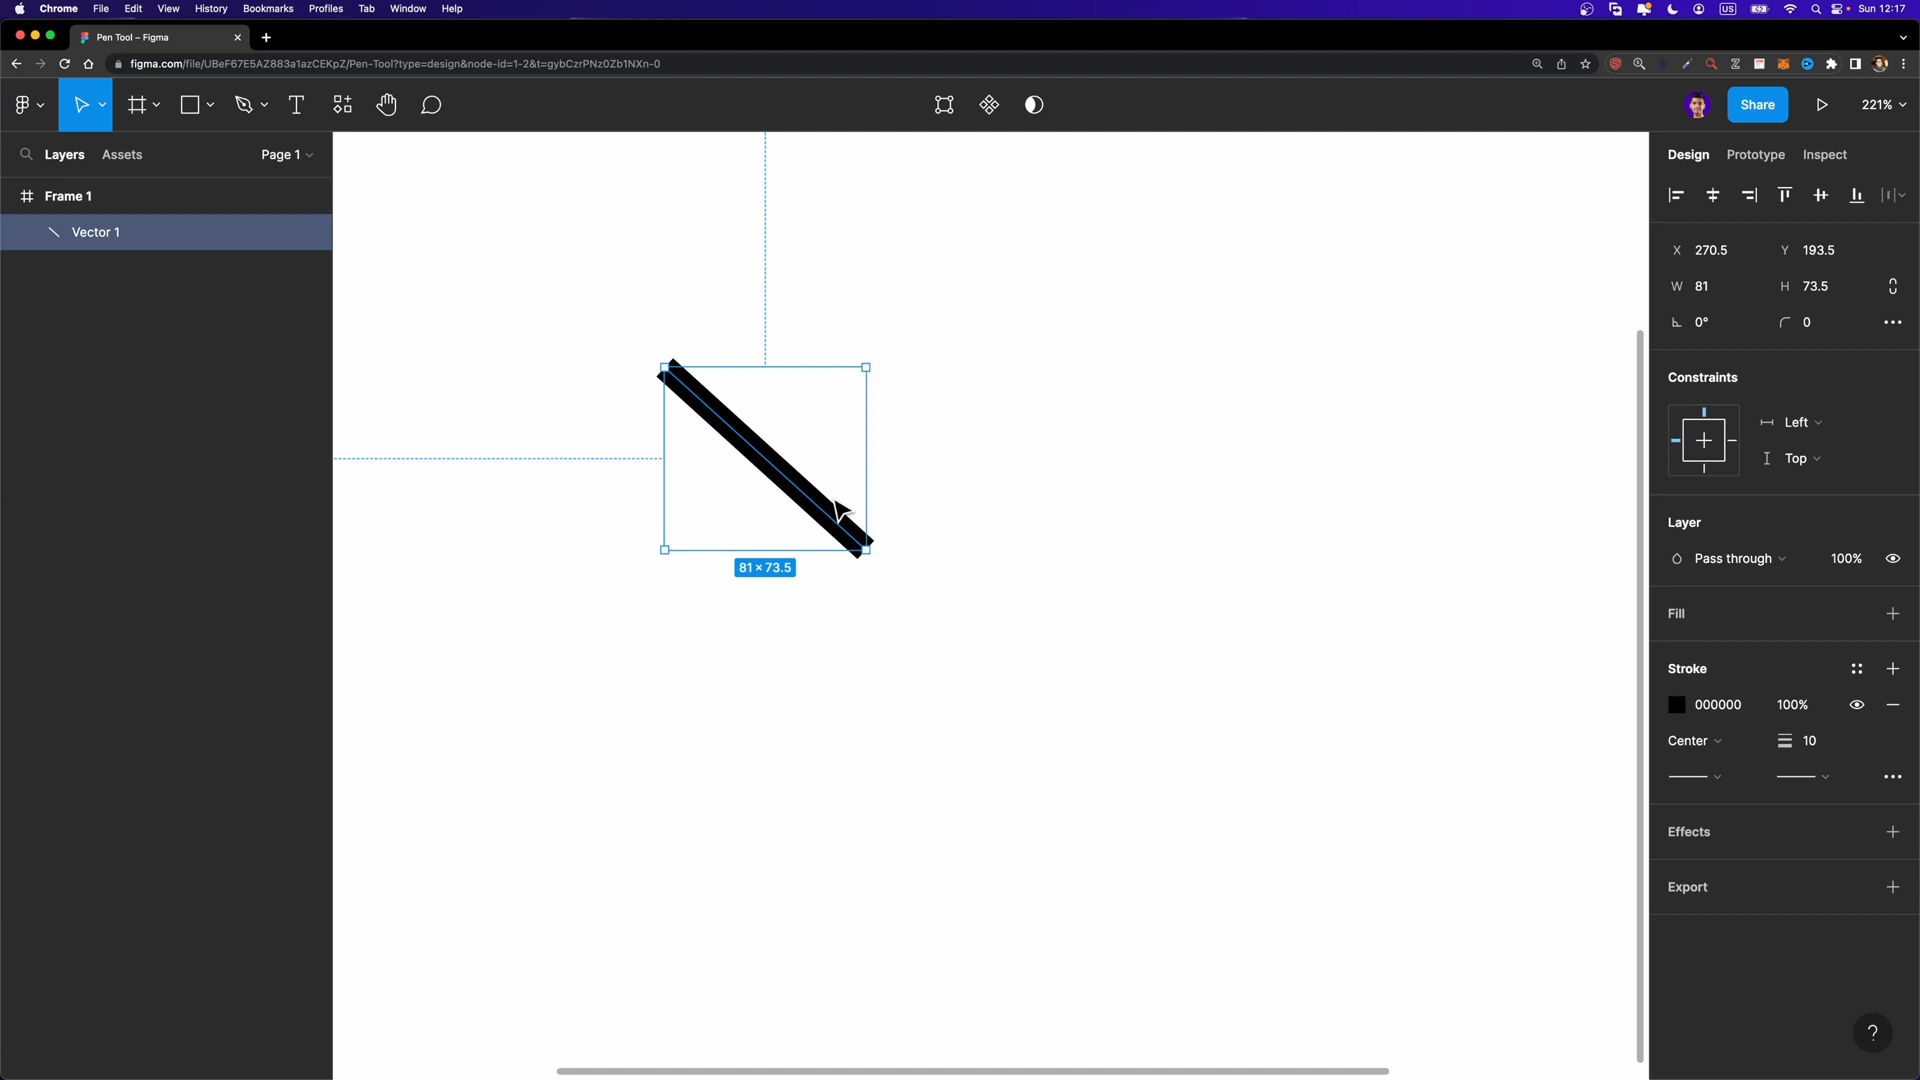 Chrome File Edit View History Bookmarks Profiles Tab Window Help
US
Sun 12:17
Pen Tool – Figma
figma.com/file/UBeF67E5AZ883a1azCEKpZ/Pen-Tool?type=design&node-id=1-2&t=gybCzrPNz0Zb1NXn-0
Share
221%
Layers Assets Page 1
Design Prototype Inspect
Frame 1
Vector 1
X 270.5 Y 193.5
W 81 H 73.5
0° 0
Constraints
Left
Top
Layer
Pass through 100%
Fill
Stroke
000000 100%
Center 10
Effects
Export
81 × 73.5
?